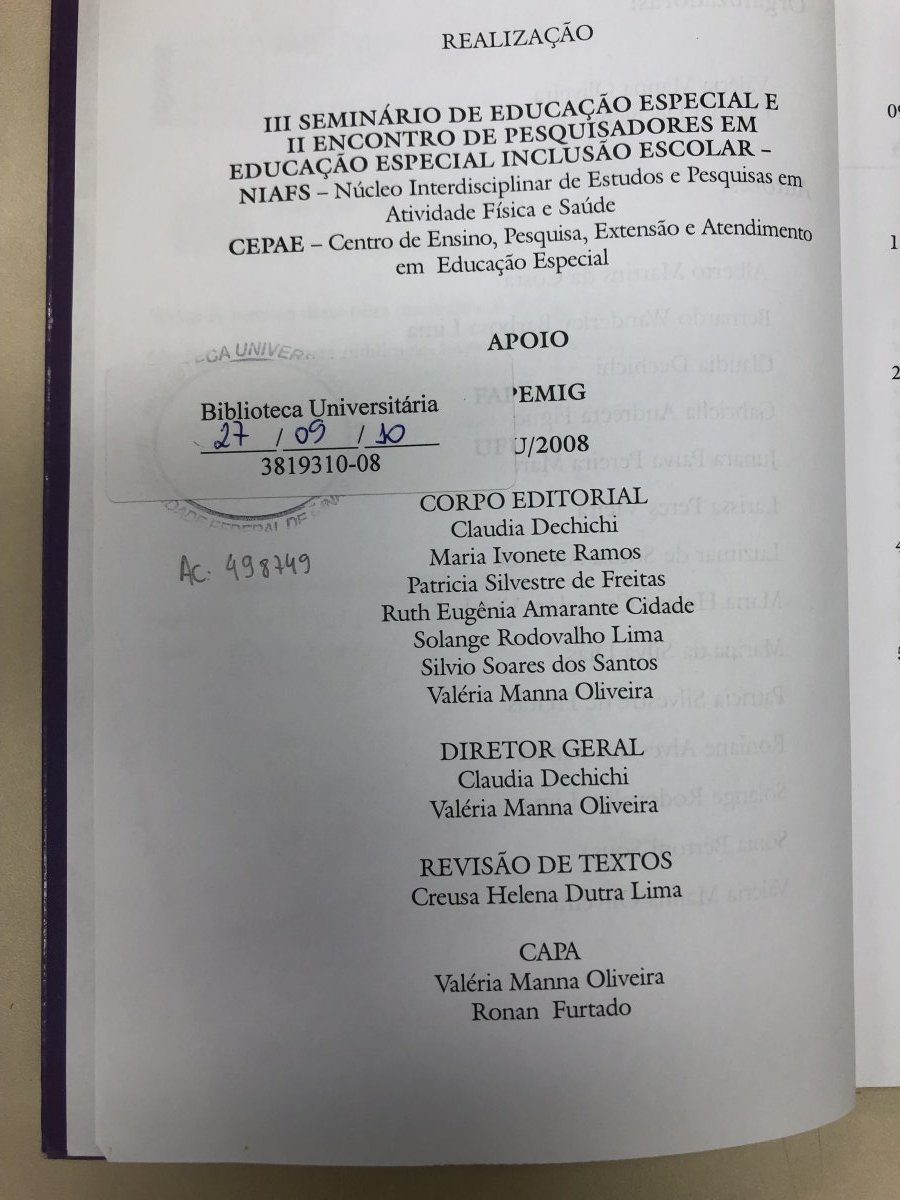 REALIZAÇÃO
III SEMINÁRIO DE EDUCAÇÃO ESPECIAL E
II ENCONTRO DE PESQUISADORES EM
EDUCAÇÃO ESPECIAL INCLUSÃO ESCOLAR –
NIAFS – Núcleo Interdisciplinar de Estudos e Pesquisas em
Atividade Física e Saúde
CEPAE – Centro de Ensino, Pesquisa, Extensão e Atendimento
em Educação Especial
APOIO
FAPEMIG
UFU/2008
Biblioteca Universitária
27 / 09 / 10
3819310-08
Ac: 498749
CORPO EDITORIAL
Claudia Dechichi
Maria Ivonete Ramos
Patricia Silvestre de Freitas
Ruth Eugênia Amarante Cidade
Solange Rodovalho Lima
Silvio Soares dos Santos
Valéria Manna Oliveira
DIRETOR GERAL
Claudia Dechichi
Valéria Manna Oliveira
REVISÃO DE TEXTOS
Creusa Helena Dutra Lima
CAPA
Valéria Manna Oliveira
Ronan Furtado